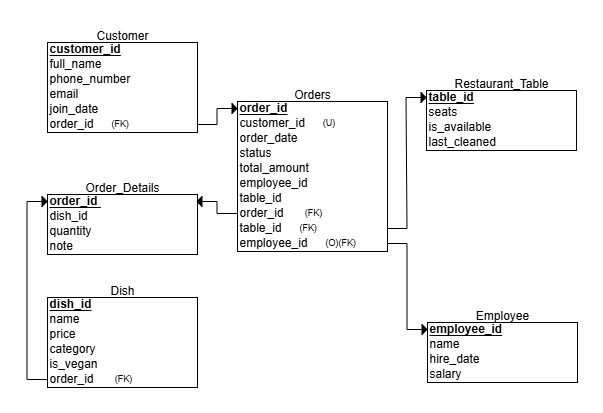 Customer
customer_id
full_name
phone_number
email
join_date
order_id (FK)
Orders
order_id
customer_id (U)
order_date
status
total_amount
employee_id
table_id
order_id (FK)
table_id (FK)
employee_id (O)(FK)
Restaurant_Table
table_id
seats
is_available
last_cleaned
Order_Details
order_id
dish_id
quantity
note
Dish
dish_id
name
price
category
is_vegan
order_id (FK)
Employee
employee_id
name
hire_date
salary